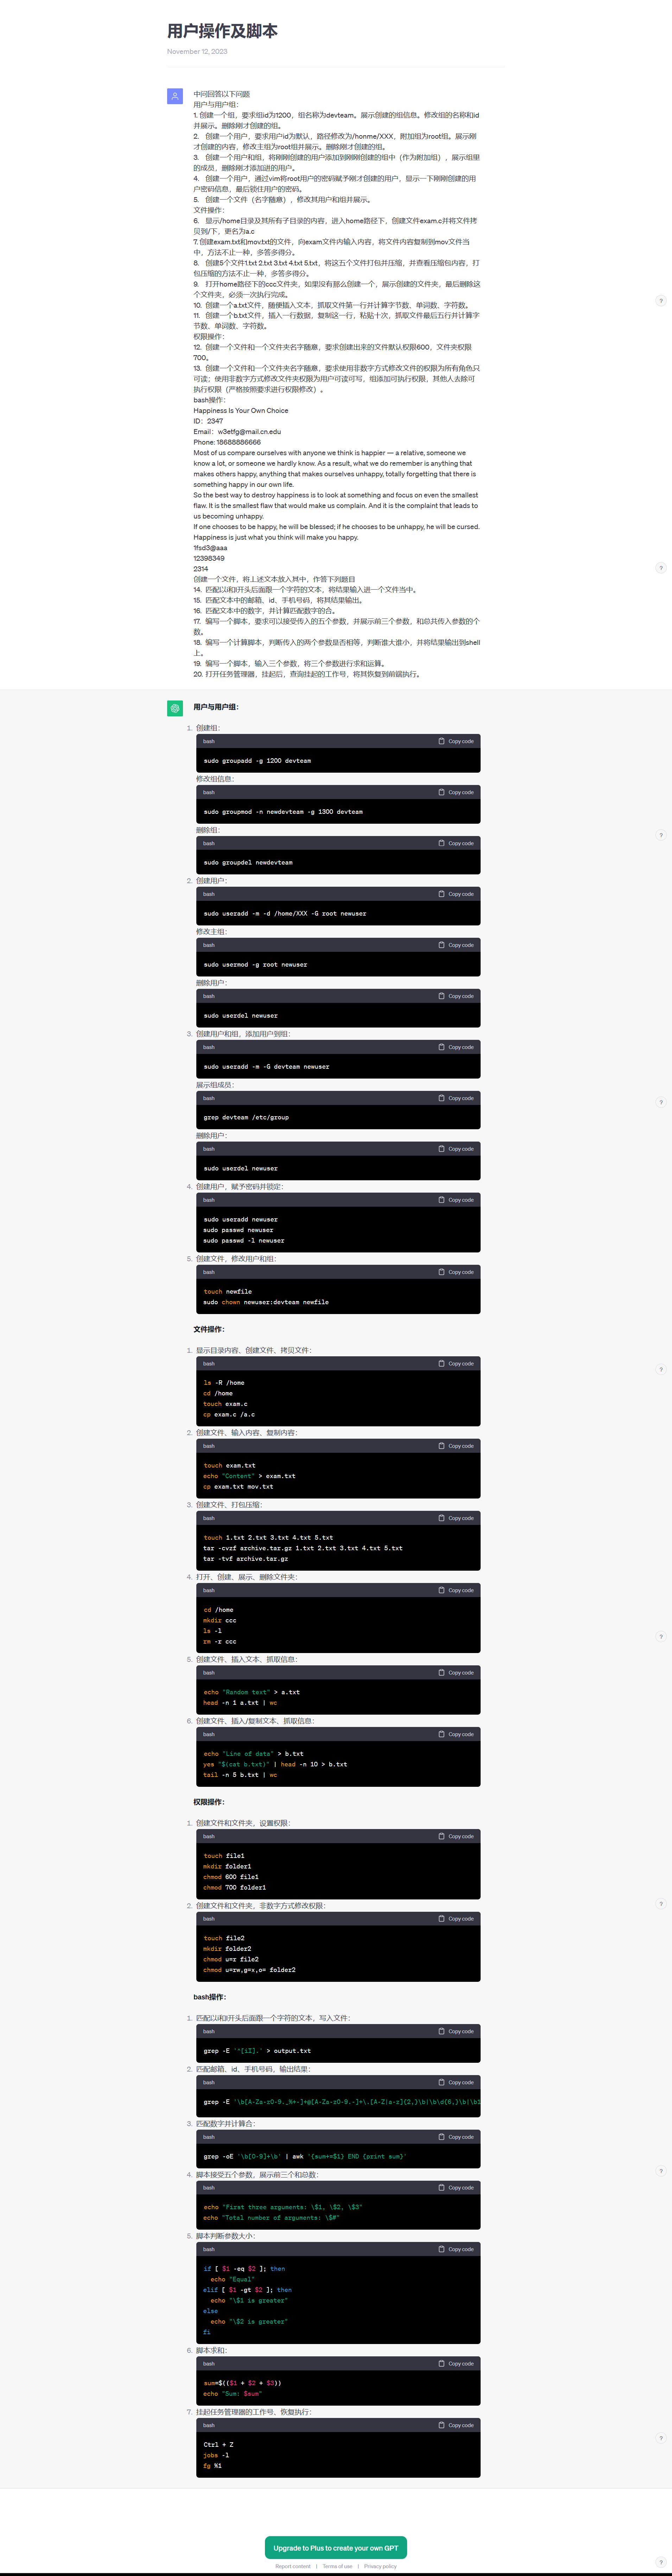 用户操作及脚本
November 12, 2023
中问回答以下问题
用户与用户组：
1. 创建一个组，要求组id为1200，组名称为devteam。展示创建的组信息。修改组的名称和id
并展示。删除刚才创建的组。
2. 创建一个用户，要求用户id为默认，路径修改为/honme/XXX，附加组为root组。展示刚
才创建的内容，修改主组为root组并展示。删除刚才创建的组。
3. 创建一个用户和组，将刚刚创建的用户添加到刚刚创建的组中（作为附加组），展示组里
的成员，删除刚才添加进的用户。
4. 创建一个用户，通过vim将root用户的密码赋予刚才创建的用户，显示一下刚刚创建的用
户密码信息，最后锁住用户的密码。
5. 创建一个文件（名字随意），修改其用户和组并展示。
文件操作：
6. 显示/home目录及其所有子目录的内容，进入home路径下，创建文件exam.c并将文件拷
贝到/下，更名为a.c
7. 创建exam.txt和mov.txt的文件，向exam文件内输入内容，将文件内容复制到mov文件当
中，方法不止一种，多答多得分。
8. 创建5个文件1.txt 2.txt 3.txt 4.txt 5.txt，将这五个文件打包并压缩，并查看压缩包内容，打
包压缩的方法不止一种，多答多得分。
9. 打开home路径下的ccc文件夹，如果没有那么创建一个，展示创建的文件夹，最后删除这
个文件夹，必须一次执行完成。
10. 创建一个a.txt文件，随便插入文本，抓取文件第一行并计算字节数、单词数、字符数。
11. 创建一个b.txt文件，插入一行数据，复制这一行，粘贴十次，抓取文件最后五行并计算字
节数、单词数、字符数。
权限操作：
12. 创建一个文件和一个文件夹名字随意，要求创建出来的文件默认权限600，文件夹权限
700。
13. 创建一个文件和一个文件夹名字随意，要求使用非数字方式修改文件的权限为所有角色只
可读；使用非数字方式修改文件夹权限为用户可读可写，组添加可执行权限，其他人去除可
执行权限（严格按照要求进行权限修改）。
bash操作：
Happiness Is Your Own Choice
ID：2347
Email：w3etfg@mail.cn.edu
Phone: 18688886666
Most of us compare ourselves with anyone we think is happier — a relative, someone we
know a lot, or someone we hardly know. As a result, what we do remember is anything that
makes others happy, anything that makes ourselves unhappy, totally forgetting that there is
something happy in our own life.
So the best way to destroy happiness is to look at something and focus on even the smallest
flaw. It is the smallest flaw that would make us complain. And it is the complaint that leads to
us becoming unhappy.
If one chooses to be happy, he will be blessed; if he chooses to be unhappy, he will be cursed.
Happiness is just what you think will make you happy.
1fsd3@aaa
12398349
2314
创建一个文件，将上述文本放入其中，作答下列题目
14. 匹配以i和I开头后面跟一个字符的文本，将结果输入进一个文件当中。
15. 匹配文本中的邮箱、id、手机号码，将其结果输出。
16. 匹配文本中的数字，并计算匹配数字的合。
17. 编写一个脚本，要求可以接受传入的五个参数，并展示前三个参数，和总共传入参数的个
数。
18. 编写一个计算脚本，判断传入的两个参数是否相等，判断谁大谁小，并将结果输出到shell
上。
19. 编写一个脚本，输入三个参数，将三个参数进行求和运算。
20. 打开任务管理器，挂起后，查询挂起的工作号，将其恢复到前端执行。
用户与用户组：
1. 创建组：
bash Copy code
sudo groupadd -g 1200 devteam
修改组信息：
bash Copy code
sudo groupmod -n newdevteam -g 1300 devteam
删除组：
bash Copy code
sudo groupdel newdevteam
2. 创建用户：
bash Copy code
sudo useradd -m -d /home/XXX -G root newuser
修改主组：
bash Copy code
sudo usermod -g root newuser
删除用户：
bash Copy code
sudo userdel newuser
3. 创建用户和组，添加用户到组：
bash Copy code
sudo useradd -m -G devteam newuser
展示组成员：
bash Copy code
grep devteam /etc/group
删除用户：
bash Copy code
sudo userdel newuser
4. 创建用户，赋予密码并锁定：
bash Copy code
sudo useradd newuser
sudo passwd newuser
sudo passwd -l newuser
5. 创建文件，修改用户和组：
bash Copy code
touch newfile
sudo chown newuser:devteam newfile
文件操作：
1. 显示目录内容、创建文件、拷贝文件：
bash Copy code
ls -R /home
cd /home
touch exam.c
cp exam.c /a.c
2. 创建文件、输入内容、复制内容：
bash Copy code
touch exam.txt
echo "Content" > exam.txt
cp exam.txt mov.txt
3. 创建文件、打包压缩：
bash Copy code
touch 1.txt 2.txt 3.txt 4.txt 5.txt
tar -cvzf archive.tar.gz 1.txt 2.txt 3.txt 4.txt 5.txt
tar -tvf archive.tar.gz
4. 打开、创建、展示、删除文件夹：
bash Copy code
cd /home
mkdir ccc
ls -l
rm -r ccc
5. 创建文件、插入文本、抓取信息：
bash Copy code
echo "Random text" > a.txt
head -n 1 a.txt | wc
6. 创建文件、插入/复制文本、抓取信息：
bash Copy code
echo "Line of data" > b.txt
yes "$(cat b.txt)" | head -n 10 > b.txt
tail -n 5 b.txt | wc
权限操作：
1. 创建文件和文件夹，设置权限：
bash Copy code
touch file1
mkdir folder1
chmod 600 file1
chmod 700 folder1
2. 创建文件和文件夹，非数字方式修改权限：
bash Copy code
touch file2
mkdir folder2
chmod u=r file2
chmod u=rw,g=x,o= folder2
bash操作：
1. 匹配以i和I开头后面跟一个字符的文本，写入文件：
bash Copy code
grep -E '^[iI].' > output.txt
2. 匹配邮箱、id、手机号码，输出结果：
bash Copy code
grep -E '\b[A-Za-z0-9._%+-]+@[A-Za-z0-9.-]+\.[A-Z|a-z]{2,}\b|\b\d{6,}\b|\b1
3. 匹配数字并计算合：
bash Copy code
grep -oE '\b[0-9]+\b' | awk '{sum+=$1} END {print sum}'
4. 脚本接受五个参数，展示前三个和总数：
bash Copy code
echo "First three arguments: \$1, \$2, \$3"
echo "Total number of arguments: \$#"
5. 脚本判断参数大小：
bash Copy code
if [ $1 -eq $2 ]; then
echo "Equal"
elif [ $1 -gt $2 ]; then
echo "\$1 is greater"
else
echo "\$2 is greater"
fi
6. 脚本求和：
bash Copy code
sum=$(($1 + $2 + $3))
echo "Sum: $sum"
7. 挂起任务管理器的工作号、恢复执行：
bash Copy code
Ctrl + Z
jobs -l
fg %1
Upgrade to Plus to create your own GPT
Report content | Terms of use | Privacy policy